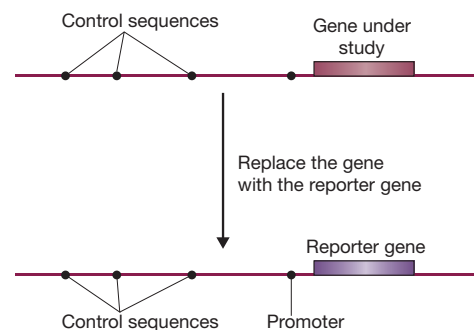 Control sequences
Gene under
study
Replace the gene
with the reporter gene
Reporter gene
Control sequences
Promoter